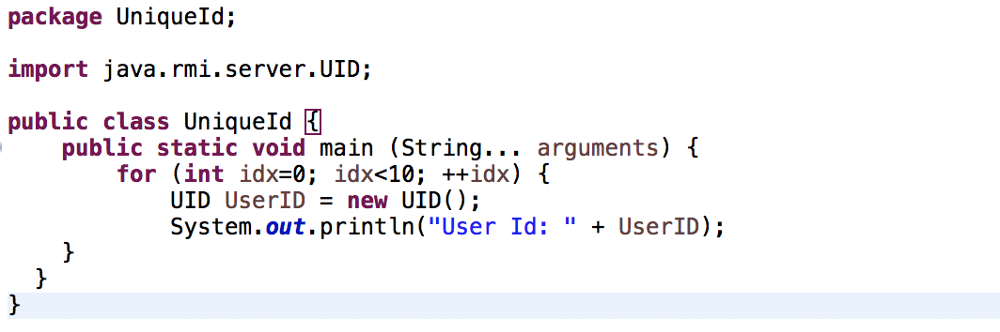 package UniqueId;
import java.rmi.server.UID;
public class UniqueId {
    public static void main (String... arguments) {
        for (int idx=0; idx<10; ++idx) {
            UID UserID = new UID();
            System.out.println("User Id: " + UserID);
    }
  }
}